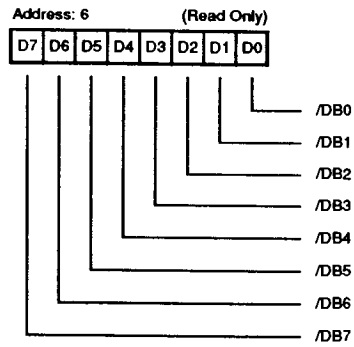 Address: 6 (Read Only)
D7 D6 D5 D4 D3 D2 D1 D0
/DB0
/DB1
/DB2
/DB3
/DB4
/DB5
/DB6
/DB7